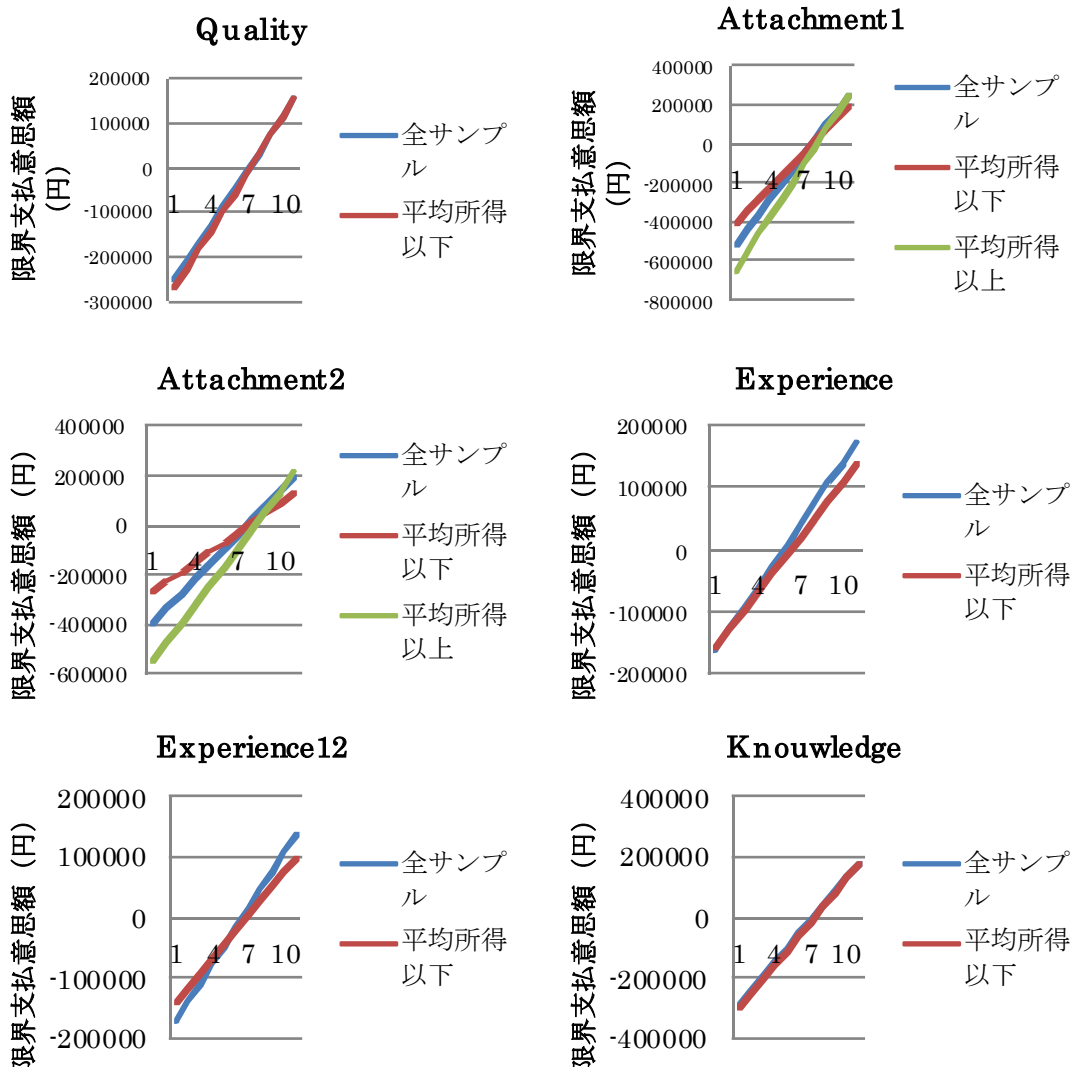 Quality
200000
100000
0
-100000
-200000
-300000
1 4 7 10
限界支払意思額
(円)
全サンプ
ル
平均所得
以下
Attachment1
400000
200000
0
-200000
-400000
-600000
-800000
1 4 7 10
限界支払意思額
(円)
全サンプ
ル
平均所得
以下
平均所得
以上
Attachment2
400000
200000
0
-200000
-400000
-600000
1 4 7 10
限界支払意思額 (円)
全サンプ
ル
平均所得
以下
平均所得
以上
Experience
200000
100000
0
-100000
-200000
1 4 7 10
限界支払意思額 (円)
全サンプ
ル
平均所得
以下
Experience12
200000
100000
0
-100000
-200000
1 4 7 10
限界支払意思額 (円)
全サンプ
ル
平均所得
以下
Knouwledge
400000
200000
0
-200000
-400000
1 4 7 10
限界支払意思額 (円)
全サンプ
ル
平均所得
以下